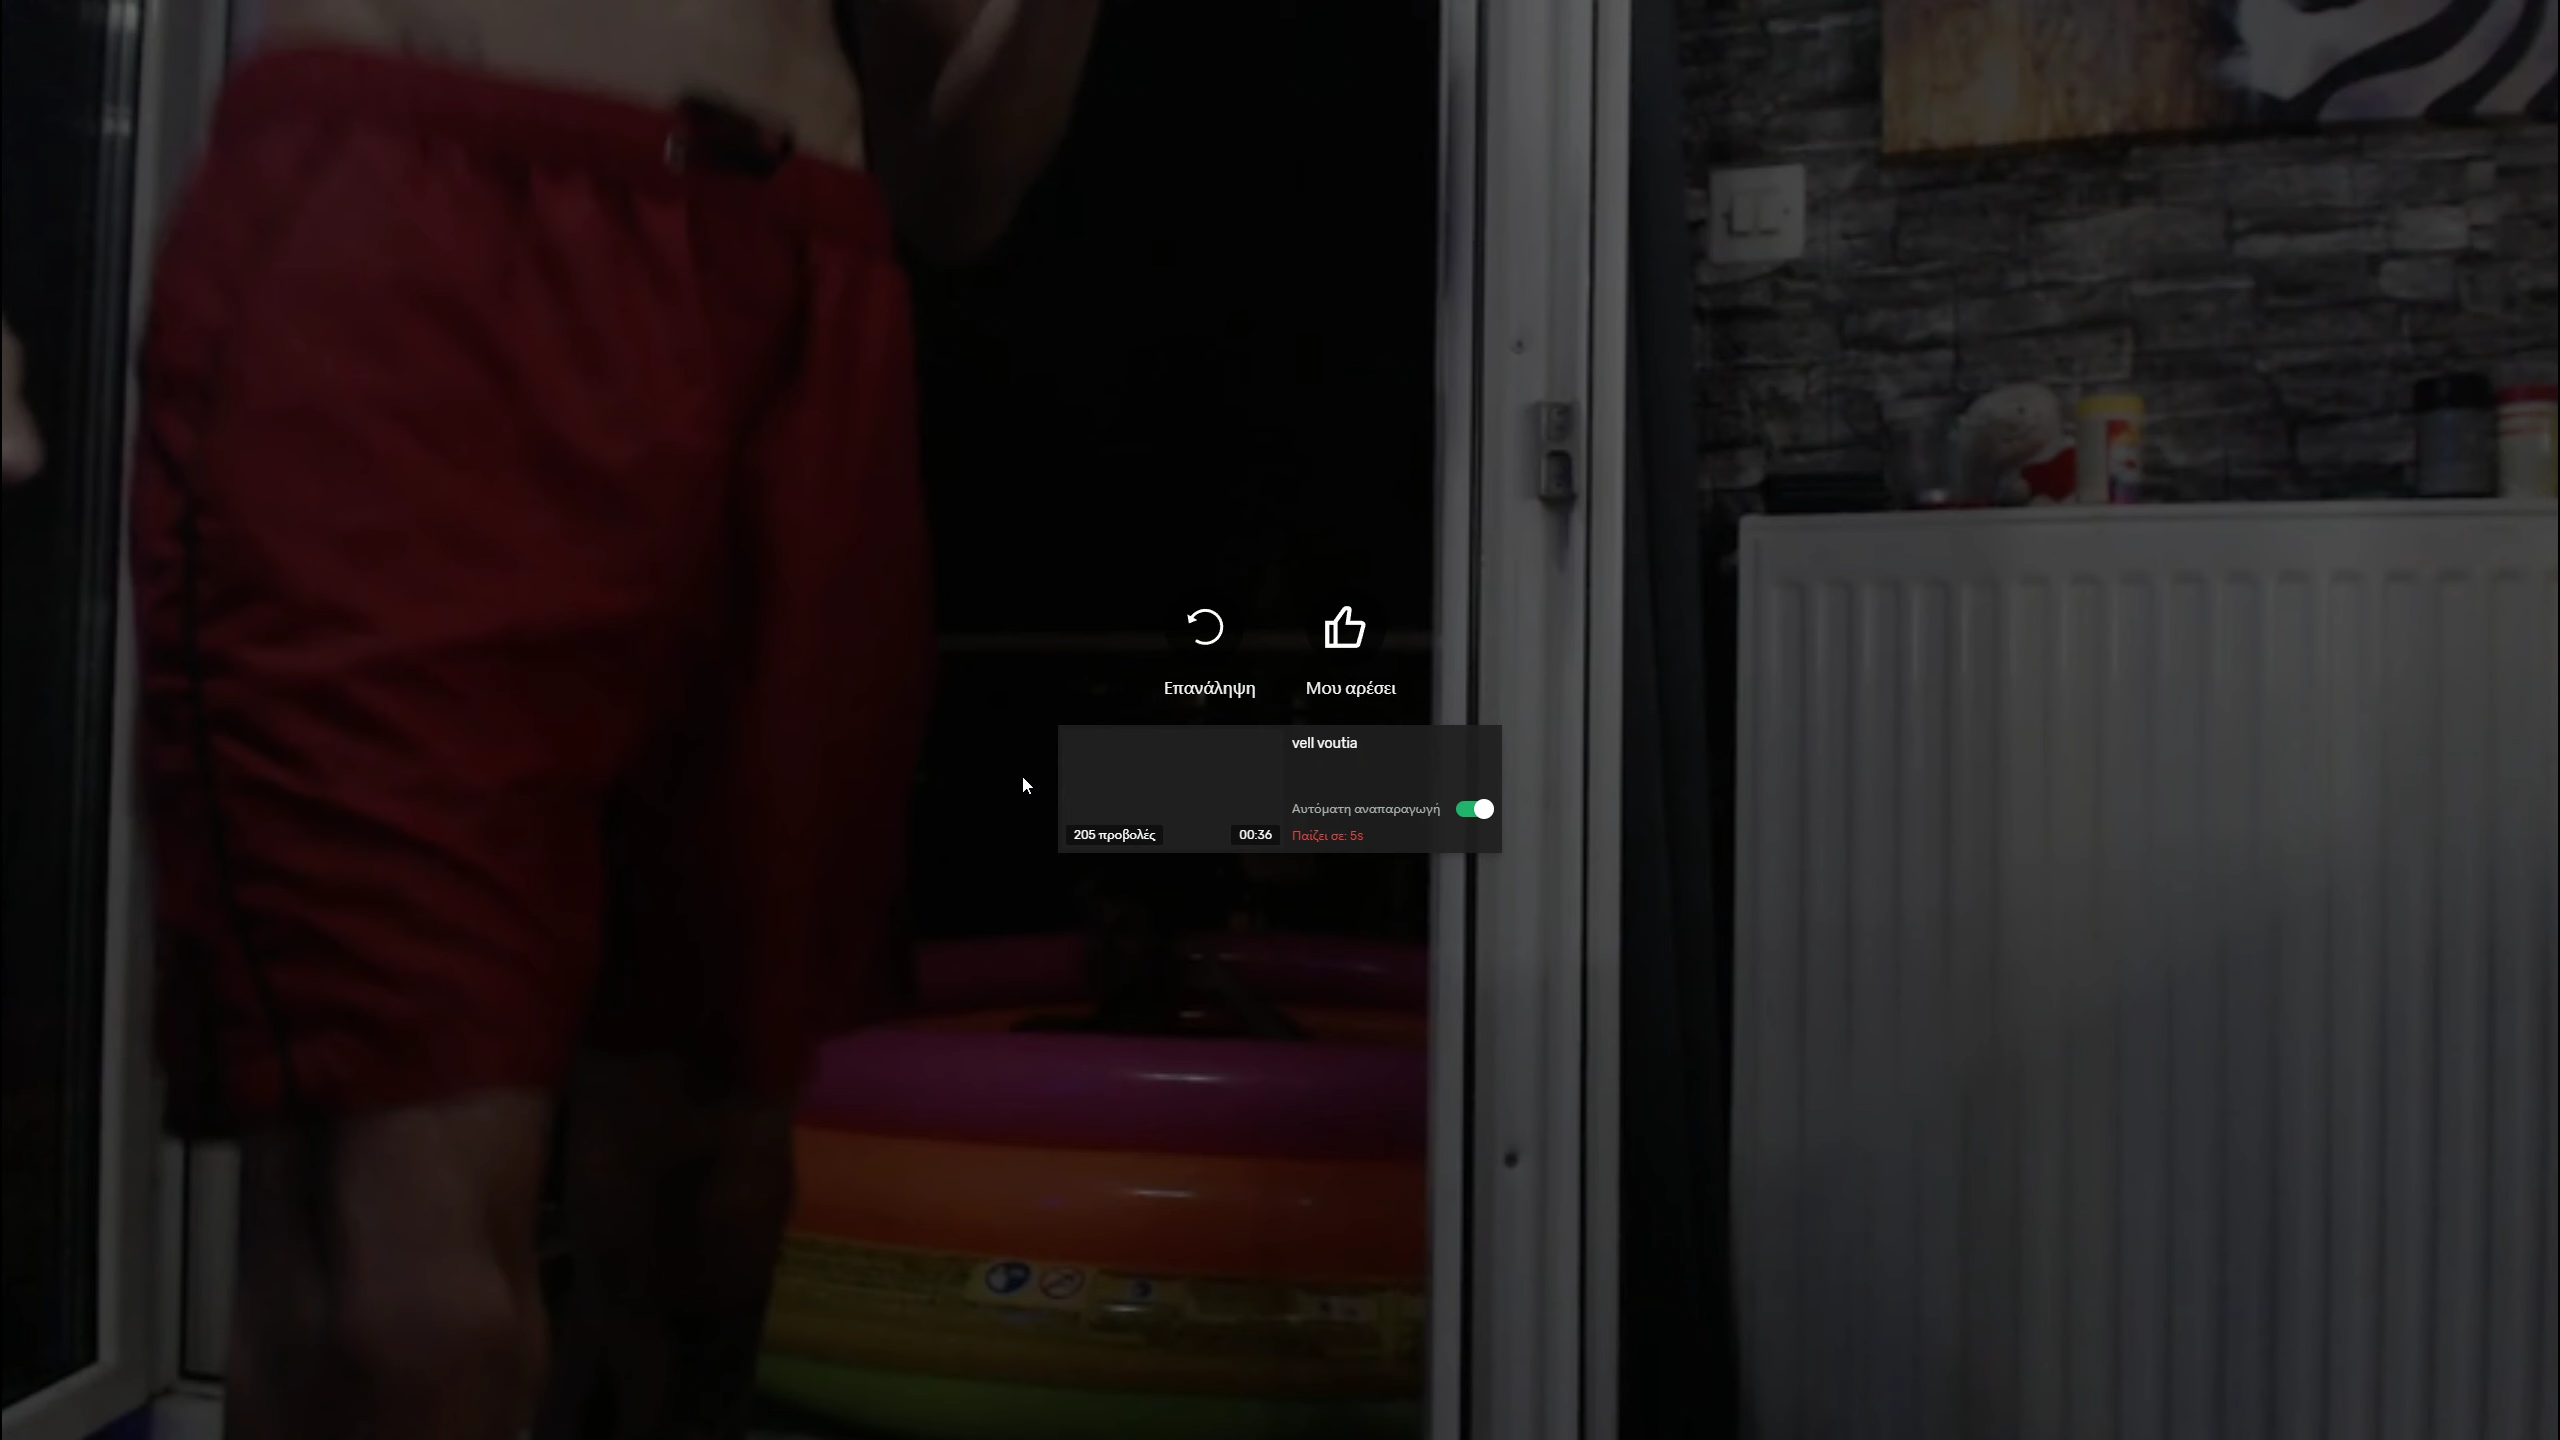 Επανάληψη
Μου αρέσει
vell voutia
Αυτόματη αναπαραγωγή
205 προβολές
00:36
Παίζει σε: 5s